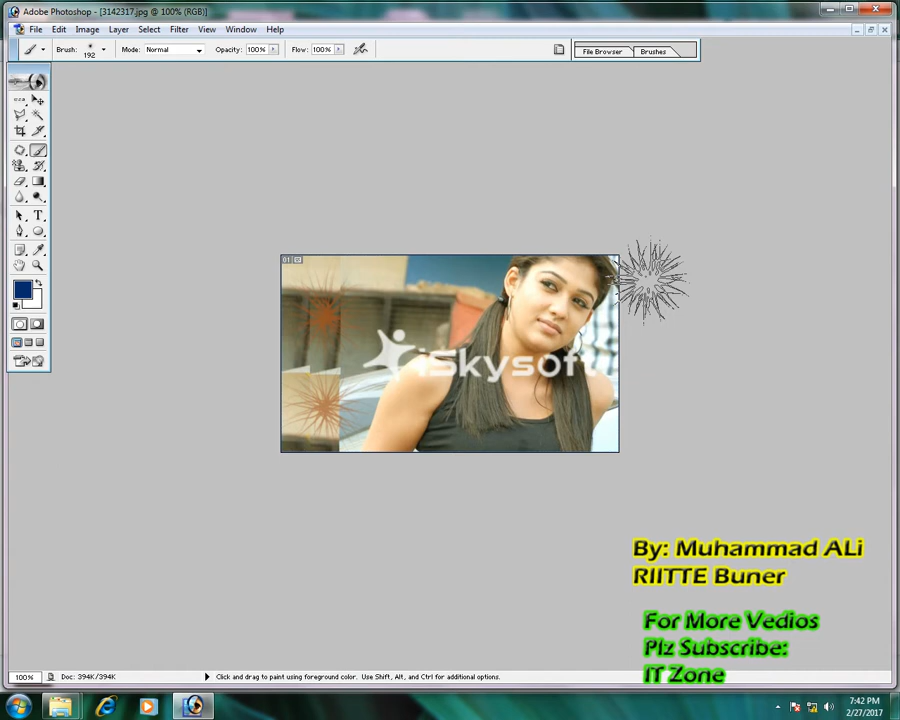 Adobe Photoshop - [3142317.jpg @ 100% (RGB)]
File Edit Image Layer Select Filter View Window Help
Brush: 192 Mode: Normal Opacity: 100% Flow: 100% File Browser Brushes
01
iSkysoft
By: Muhammad ALi
RIITTE Buner
For More Vedios
Plz Subscribe:
IT Zone
100% Doc: 394K/394K Click and drag to paint using foreground color. Use Shift, Alt, and Ctrl for additional options.
7:42 PM
2/27/2017